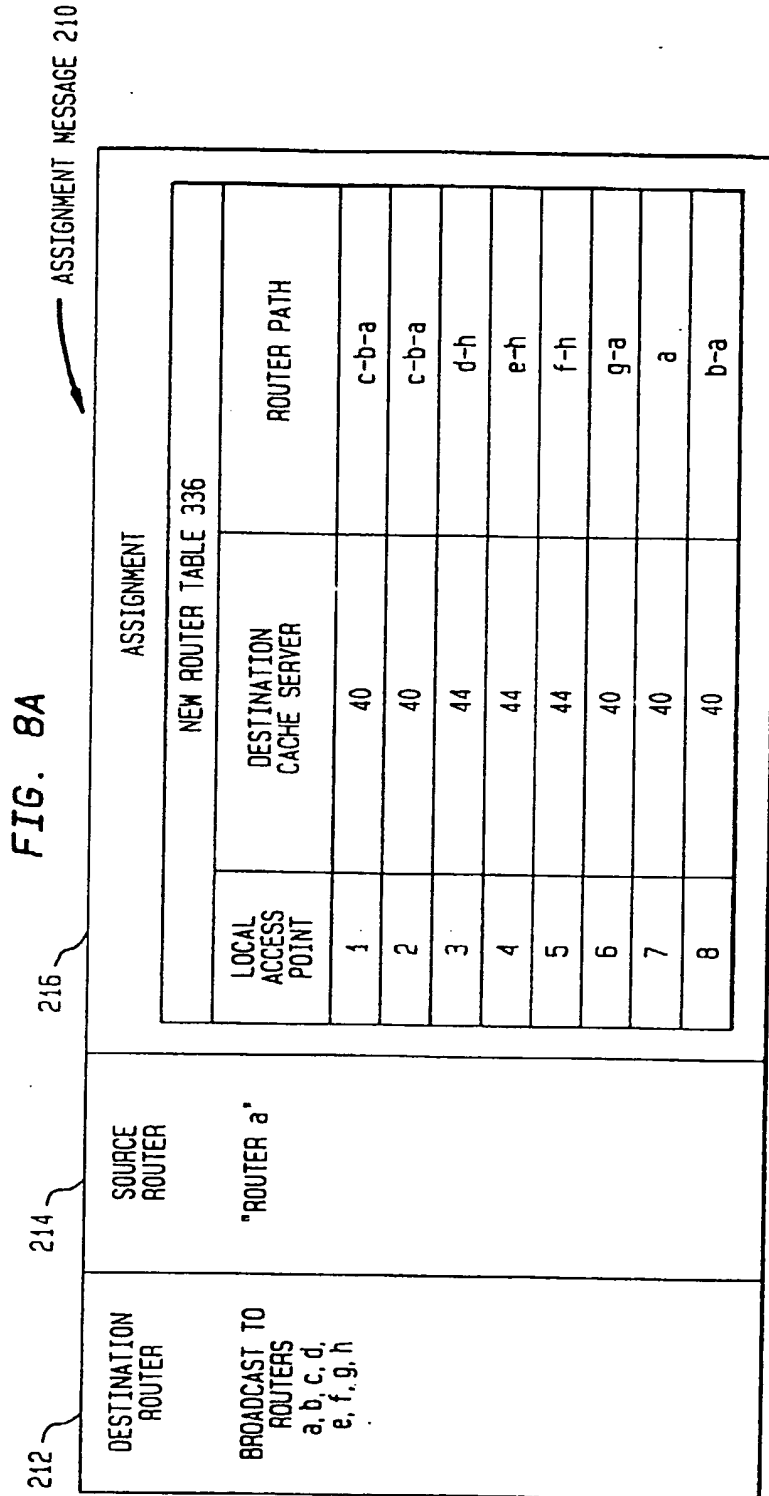 FIG. 8A
ASSIGNMENT MESSAGE 210
212
214
216
DESTINATION
ROUTER
BROADCAST TO
ROUTERS
a, b, c, d,
e, f, g, h
SOURCE
ROUTER
"ROUTER a"
ASSIGNMENT
NEW ROUTER TABLE 336
LOCAL
ACCESS
POINT
DESTINATION
CACHE SERVER
ROUTER PATH
1 40 c-b-a
2 40 c-b-a
3 44 d-h
4 44 e-h
5 44 f-h
6 40 g-a
7 40 a
8 40 b-a